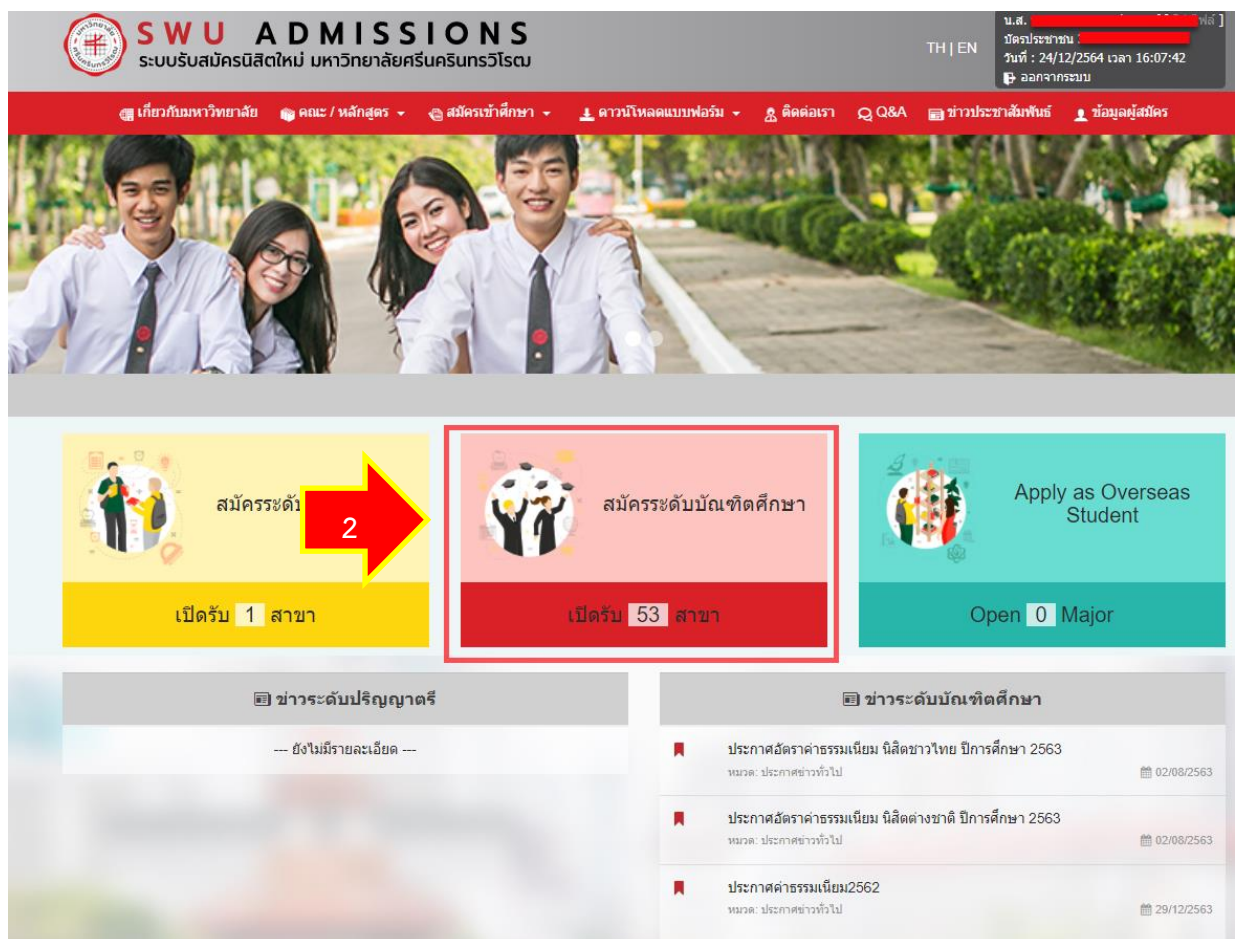 SWU ADMISSIONS
ระบบรับสมัครนิสิตใหม่ มหาวิทยาลัยศรีนครินทรวิโรฒ
TH | EN
น.ส.
บัตรประชาชน
วันที่ : 24/12/2564 เวลา 16:07:42
ออกจากระบบ
เกี่ยวกับมหาวิทยาลัย คณะ / หลักสูตร สมัครเข้าศึกษา ดาวน์โหลดแบบฟอร์ม ติดต่อเรา Q&A ข่าวประชาสัมพันธ์ ข้อมูลผู้สมัคร
สมัครระดับ
2
เปิดรับ 1 สาขา
สมัครระดับบัณฑิตศึกษา
เปิดรับ 53 สาขา
Apply as Overseas
Student
Open 0 Major
ข่าวระดับปริญญาตรี
--- ยังไม่มีรายละเอียด ---
ข่าวระดับบัณฑิตศึกษา
ประกาศอัตราค่าธรรมเนียม นิสิตชาวไทย ปีการศึกษา 2563
หมวด: ประกาศข่าวทั่วไป 02/08/2563
ประกาศอัตราค่าธรรมเนียม นิสิตต่างชาติ ปีการศึกษา 2563
หมวด: ประกาศข่าวทั่วไป 02/08/2563
ประกาศค่าธรรมเนียม2562
หมวด: ประกาศข่าวทั่วไป 29/12/2563